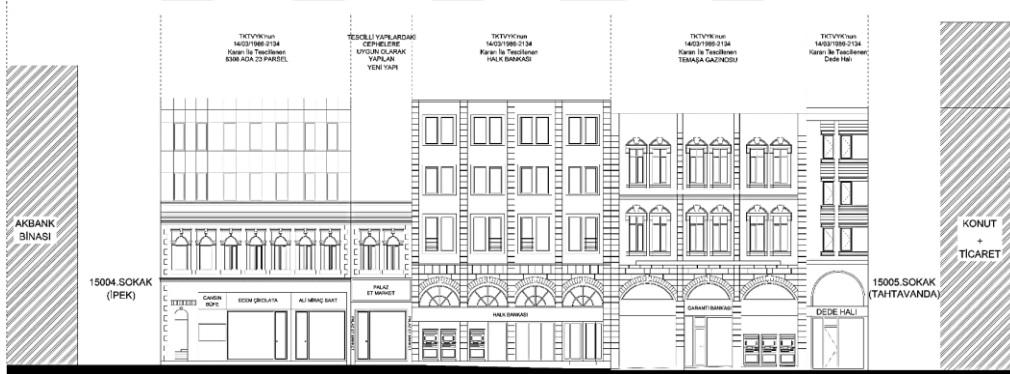 TKTVYK'nun
14/03/1986-2134
Kararı İle Tescillenen
8308 ADA 23 PARSEL
TESCİLLİ YAPILARDAKİ
CEPHELERE
UYGUN OLARAK
YAPILAN
YENİ YAPI
TKTVYK'nun
14/03/1986-2134
Kararı İle Tescillenen
HALK BANKASI
TKTVYK'nun
14/03/1986-2134
Kararı İle Tescillenen
TEMAŞA GAZİNOSU
TKTVYK'nun
14/03/1986-2134
Kararı İle Tescillenen
Dede Halı
AKBANK
BİNASI
15004.SOKAK
(İPEK)
CANSIN
BÜFE
ECEM ÇİKOLATA
ALİ MİRAÇ SAAT
PALAZ
ET MARKET
HALK BANKASI
GARANTİ BANKASI
DEDE HALI
15005.SOKAK
(TAHTAVANDA)
KONUT
+
TİCARET